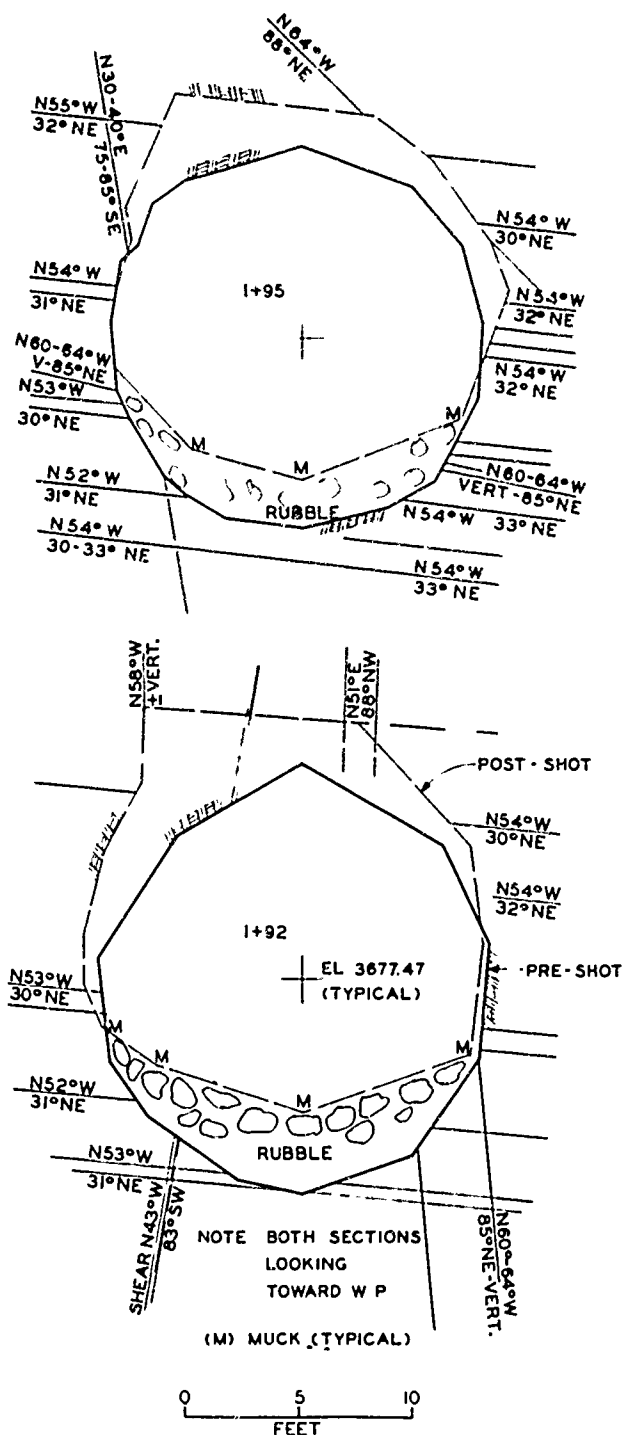 N64°W
88°NE
N30-40°E
75-85°SE
N55°W
32°NE
N54°W
30°NE
1+95
N54°W
31°NE
N54°W
32°NE
N60-64°W
V-85°NE
N54°W
32°NE
N53°W
30°NE
M
M
M
N52°W
31°NE
N60-64°W
VERT-85°NE
RUBBLE
N54°W
33°NE
N54°W
30-33° NE
N54°W
33°NE
N58°W
±VERT.
N51°E
88°NW
POST-SHOT
N54°W
30°NE
N54°W
32°NE
1+92
PRE-SHOT
EL 3677.47
(TYPICAL)
N53°W
30°NE
M
M
M
M
N52°W
31°NE
RUBBLE
N53°W
31°NE
SHEAR N43°W
83°SW
N60°-64°W
85°NE-VERT.
NOTE BOTH SECTIONS
LOOKING
TOWARD W P
(M) MUCK (TYPICAL)
0 5 10
FEET